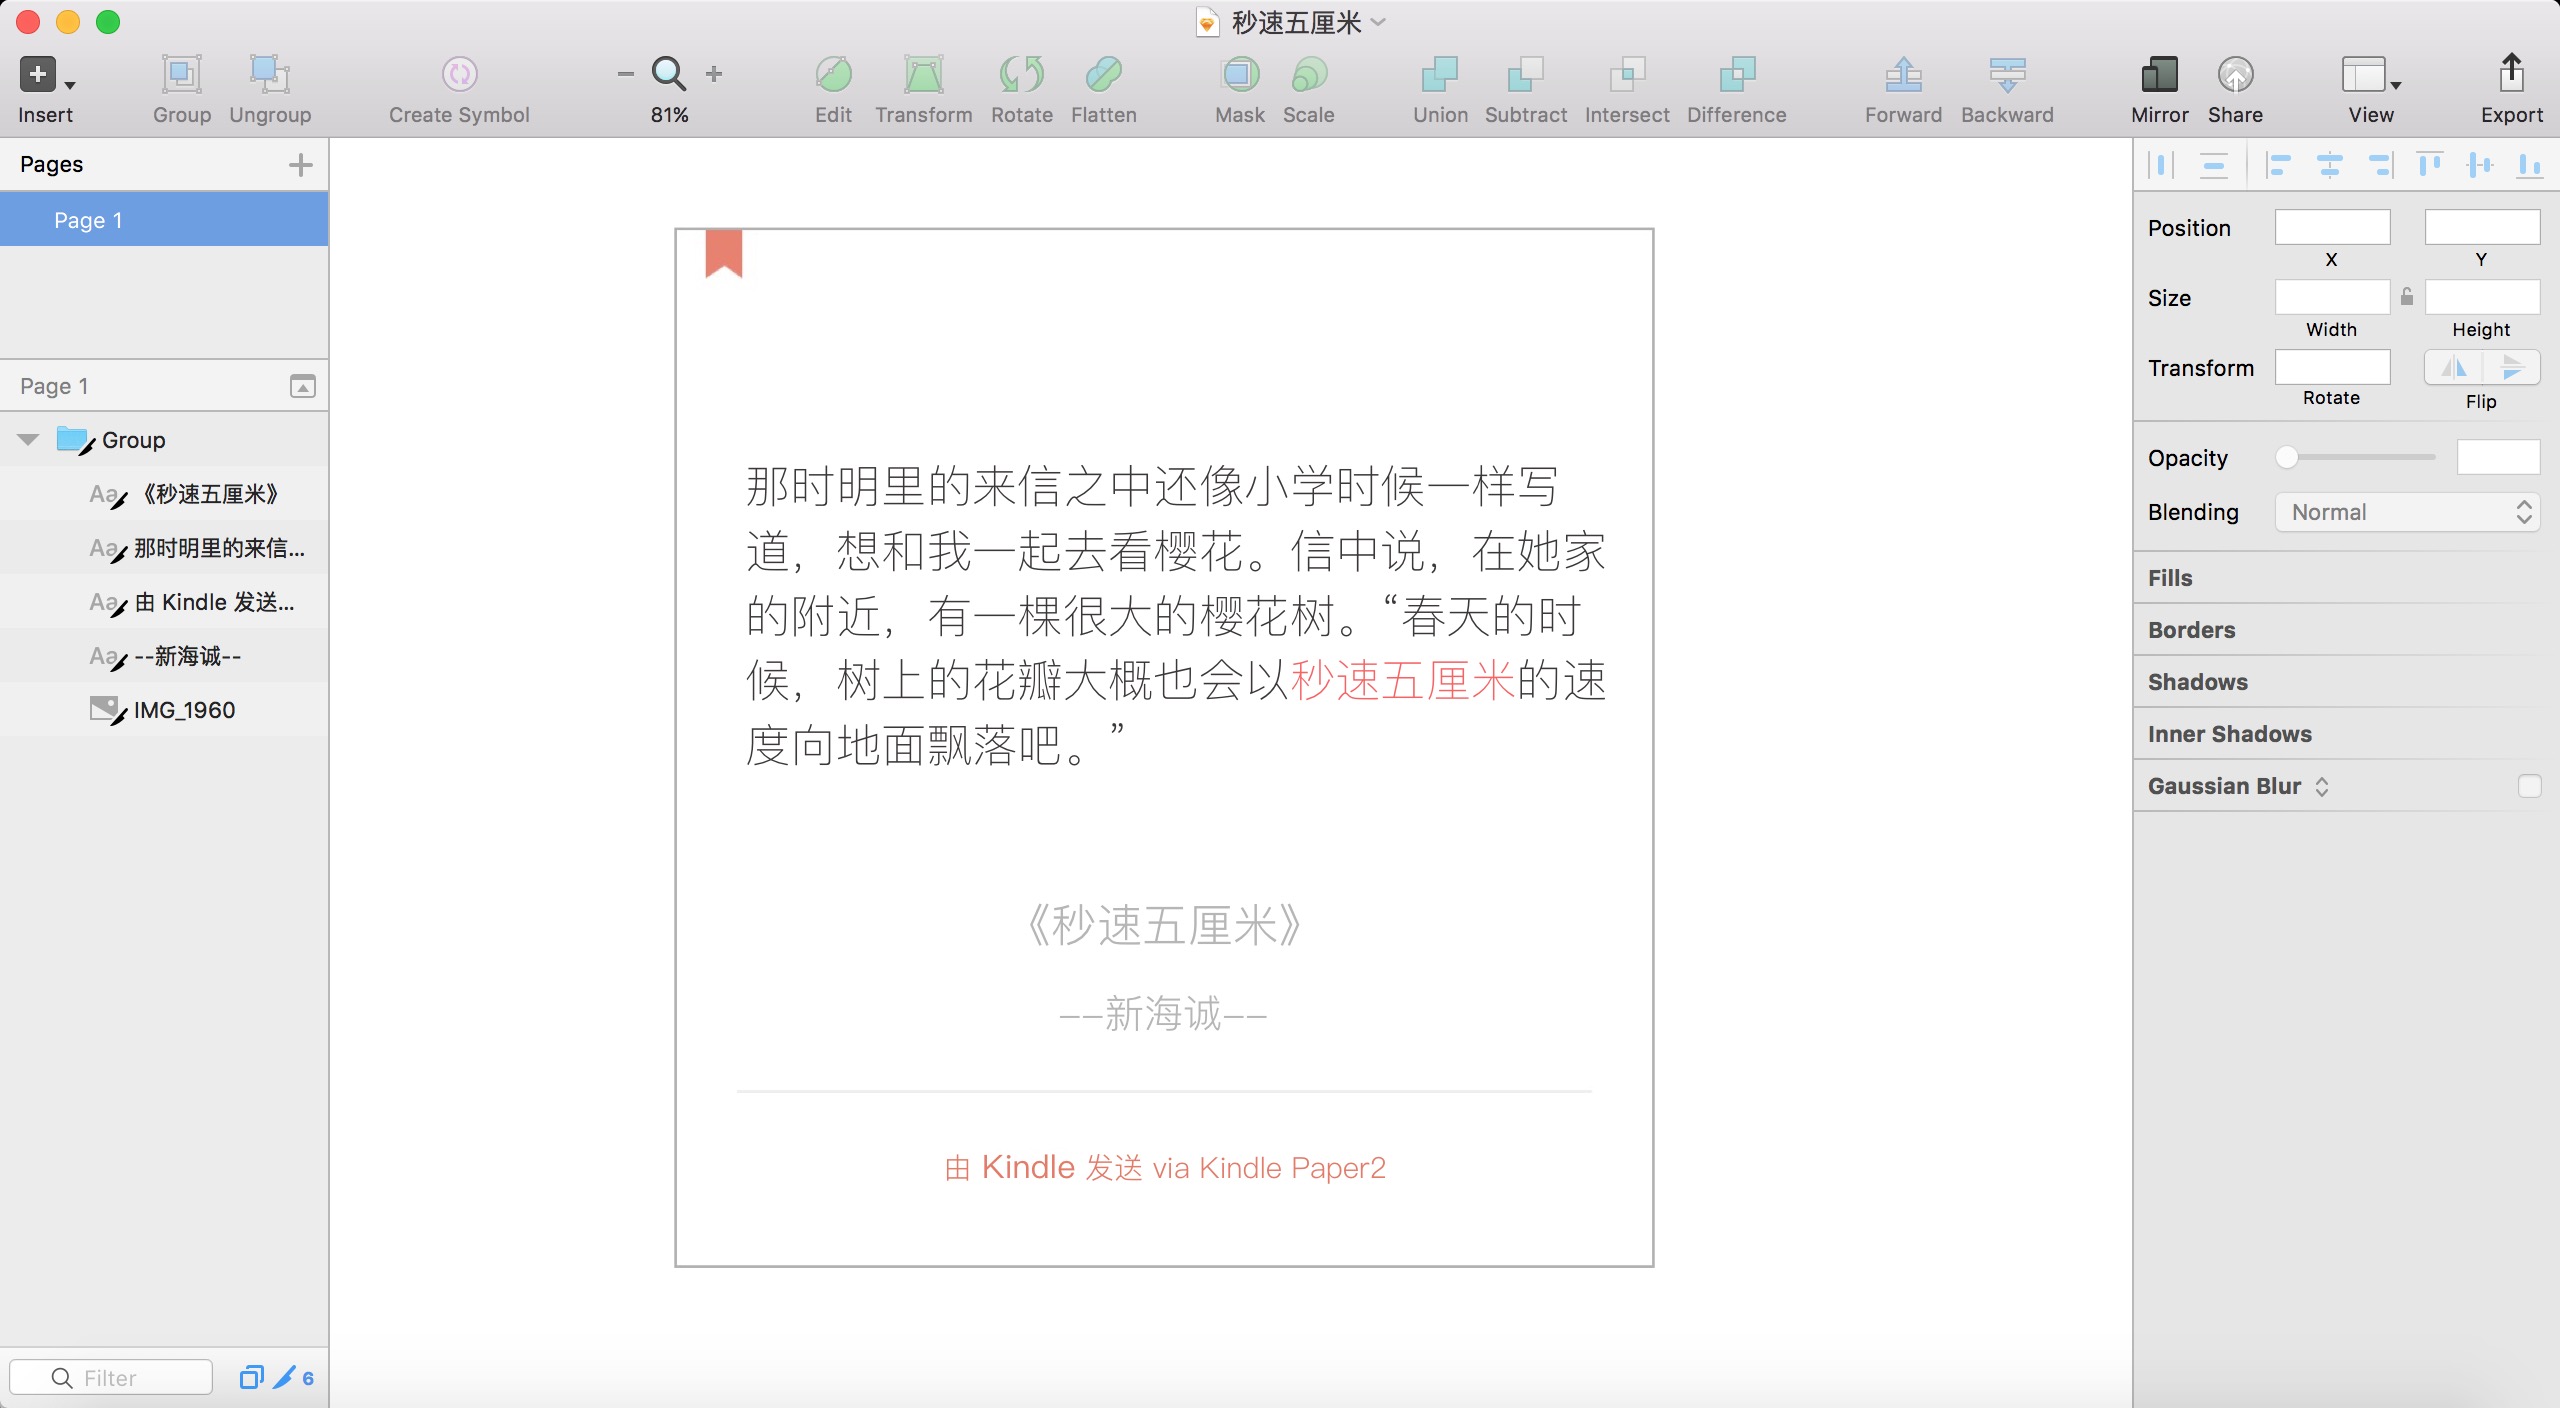 秒速五厘米
Insert
Group
Ungroup
Create Symbol
81%
Edit
Transform
Rotate
Flatten
Mask
Scale
Union
Subtract
Intersect
Difference
Forward
Backward
Mirror
Share
View
Export
Pages
Page 1
Page 1
Group
Aa 《秒速五厘米》
Aa 那时明里的来信...
Aa 由 Kindle 发送...
Aa --新海诚--
IMG_1960
Filter
6
那时明里的来信之中还像小学时候一样写
道，想和我一起去看樱花。信中说，在她家
的附近，有一棵很大的樱花树。“春天的时
候，树上的花瓣大概也会以秒速五厘米的速
度向地面飘落吧。”
《秒速五厘米》
--新海诚--
由 Kindle 发送 via Kindle Paper2
Position
X
Y
Size
Width
Height
Transform
Rotate
Flip
Opacity
Blending
Normal
Fills
Borders
Shadows
Inner Shadows
Gaussian Blur